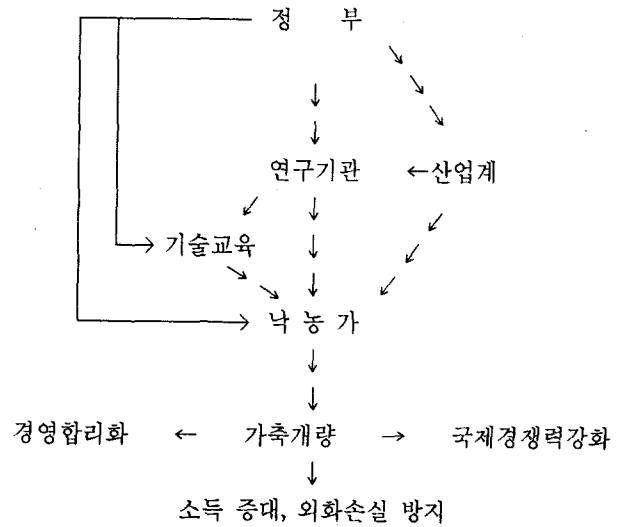 정 부
연구기관 ←산업계
기술교육
낙 농 가
경영합리화 ← 가축개량 → 국제경쟁력강화
소득 증대, 외화손실 방지